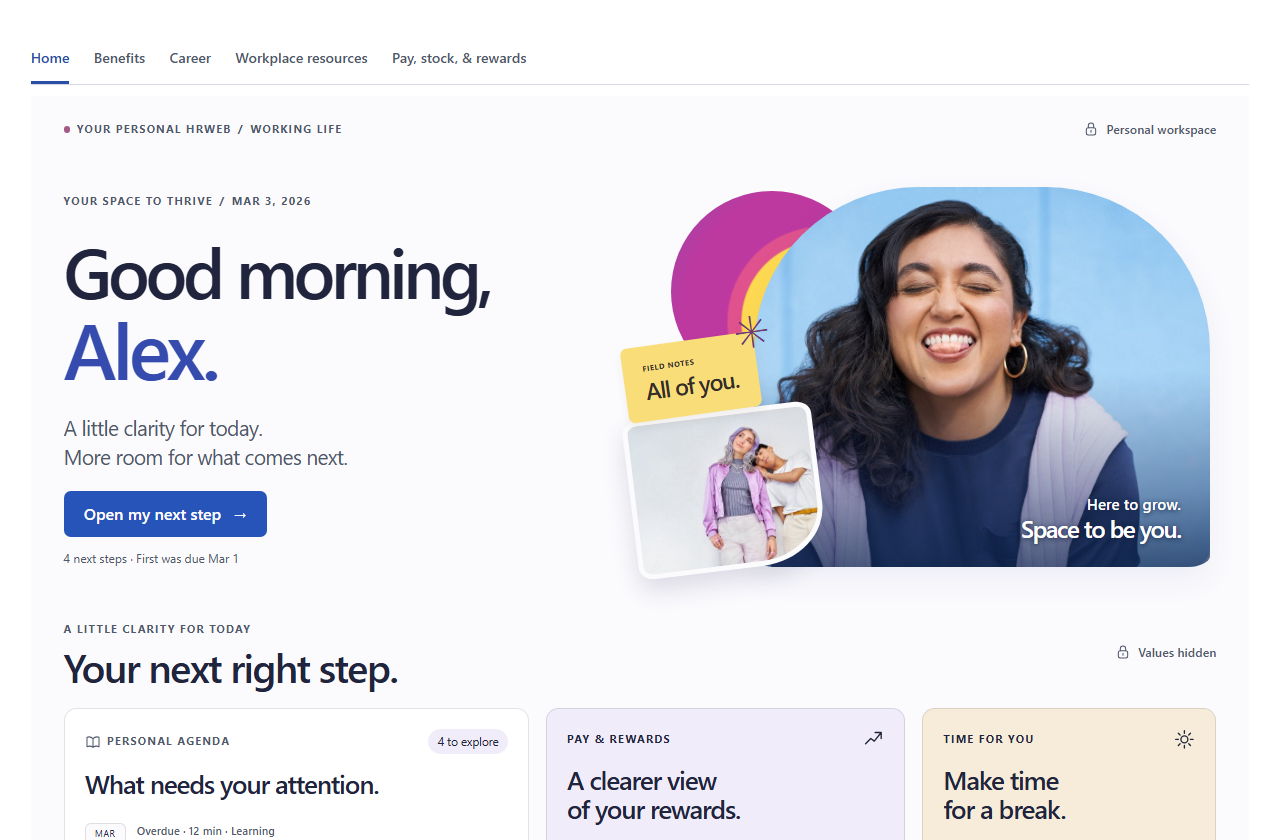 Home
Benefits
Career
Workplace resources
Pay, stock, & rewards
YOUR PERSONAL HRWEB / WORKING LIFE
Personal workspace
YOUR SPACE TO THRIVE / MAR 3, 2026
Good morning,
Alex.
A little clarity for today.
More room for what comes next.
Open my next step →
4 next steps · First was due Mar 1
FIELD NOTES
All of you.
Here to grow.
Space to be you.
A LITTLE CLARITY FOR TODAY
Your next right step.
Values hidden
PERSONAL AGENDA
4 to explore
What needs your attention.
MAR
Overdue · 12 min · Learning
PAY & REWARDS
A clearer view
of your rewards.
TIME FOR YOU
Make time
for a break.